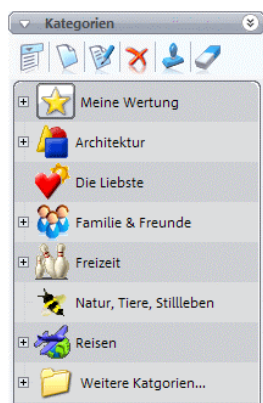 Kategorien
Meine Wertung
Architektur
Die Liebste
Familie & Freunde
Freizeit
Natur, Tiere, Stillleben
Reisen
Weitere Katgorien...